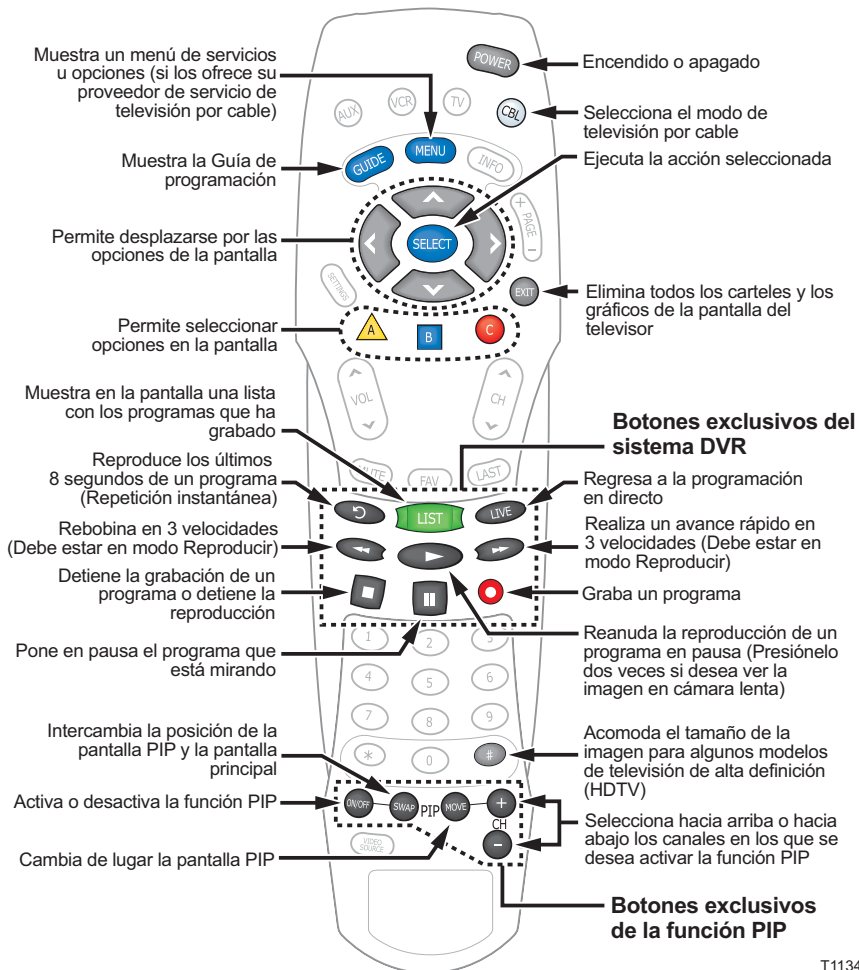 Muestra un menú de servicios
u opciones (si los ofrece su
proveedor de servicio de
televisión por cable)
Muestra la Guía de
programación
Permite desplazarse por las
opciones de la pantalla
Permite seleccionar
opciones en la pantalla
Muestra en la pantalla una lista
con los programas que ha
grabado
Reproduce los últimos
8 segundos de un programa
(Repetición instantánea)
Rebobina en 3 velocidades
(Debe estar en modo Reproducir)
Detiene la grabación de un
programa o detiene la
reproducción
Pone en pausa el programa que
está mirando
Intercambia la posición de la
pantalla PIP y la pantalla
principal
Activa o desactiva la función PIP
Cambia de lugar la pantalla PIP
POWER
AUX
VCR
TV
CBL
GUIDE
MENU
INFO
SELECT
+ PAGE -
SETTINGS
EXIT
A
B
C
VOL
CH
MUTE
FAV
LAST
LIST
LIVE
1
2
3
4
5
6
7
8
9
*
0
#
ON/OFF
SWAP
PIP
MOVE
+
CH
-
VIDEO
SOURCE
Encendido o apagado
Selecciona el modo de
televisión por cable
Ejecuta la acción seleccionada
Elimina todos los carteles y los
gráficos de la pantalla del
televisor
Botones exclusivos del
sistema DVR
Regresa a la programación
en directo
Realiza un avance rápido en
3 velocidades (Debe estar en
modo Reproducir)
Graba un programa
Reanuda la reproducción de un
programa en pausa (Presiónelo
dos veces si desea ver la
imagen en cámara lenta)
Acomoda el tamaño de la
imagen para algunos modelos
de televisión de alta definición
(HDTV)
Selecciona hacia arriba o hacia
abajo los canales en los que se
desea activar la función PIP
Botones exclusivos
de la función PIP
T1134